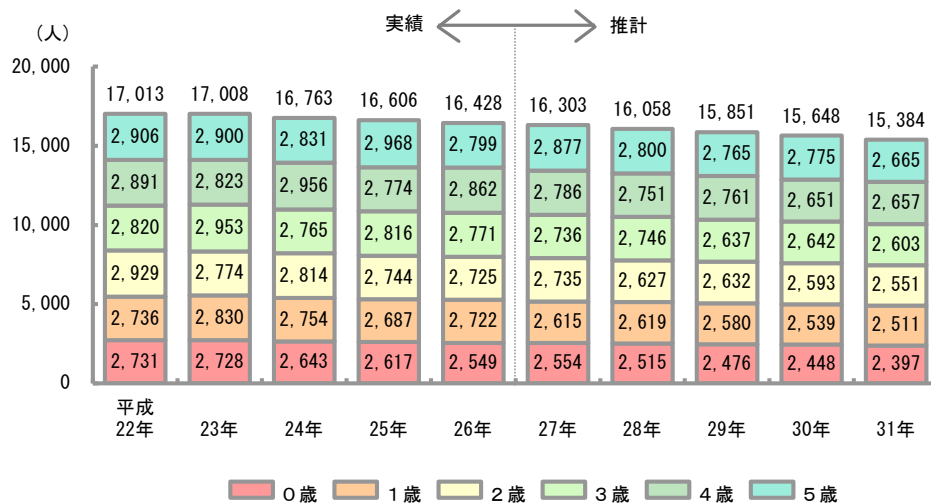 実績 推計
（人）
20,000
17,013 17,008 16,763 16,606 16,428 16,303 16,058 15,851 15,648 15,384
15,000
2,906 2,900 2,831 2,968 2,799 2,877 2,800 2,765 2,775 2,665
2,891 2,823 2,956 2,774 2,862 2,786 2,751 2,761 2,651 2,657
10,000
2,820 2,953 2,765 2,816 2,771 2,736 2,746 2,637 2,642 2,603
2,929 2,774 2,814 2,744 2,725 2,735 2,627 2,632 2,593 2,551
5,000
2,736 2,830 2,754 2,687 2,722 2,615 2,619 2,580 2,539 2,511
2,731 2,728 2,643 2,617 2,549 2,554 2,515 2,476 2,448 2,397
0
平成
22年 23年 24年 25年 26年 27年 28年 29年 30年 31年
０歳 １歳 ２歳 ３歳 ４歳 ５歳